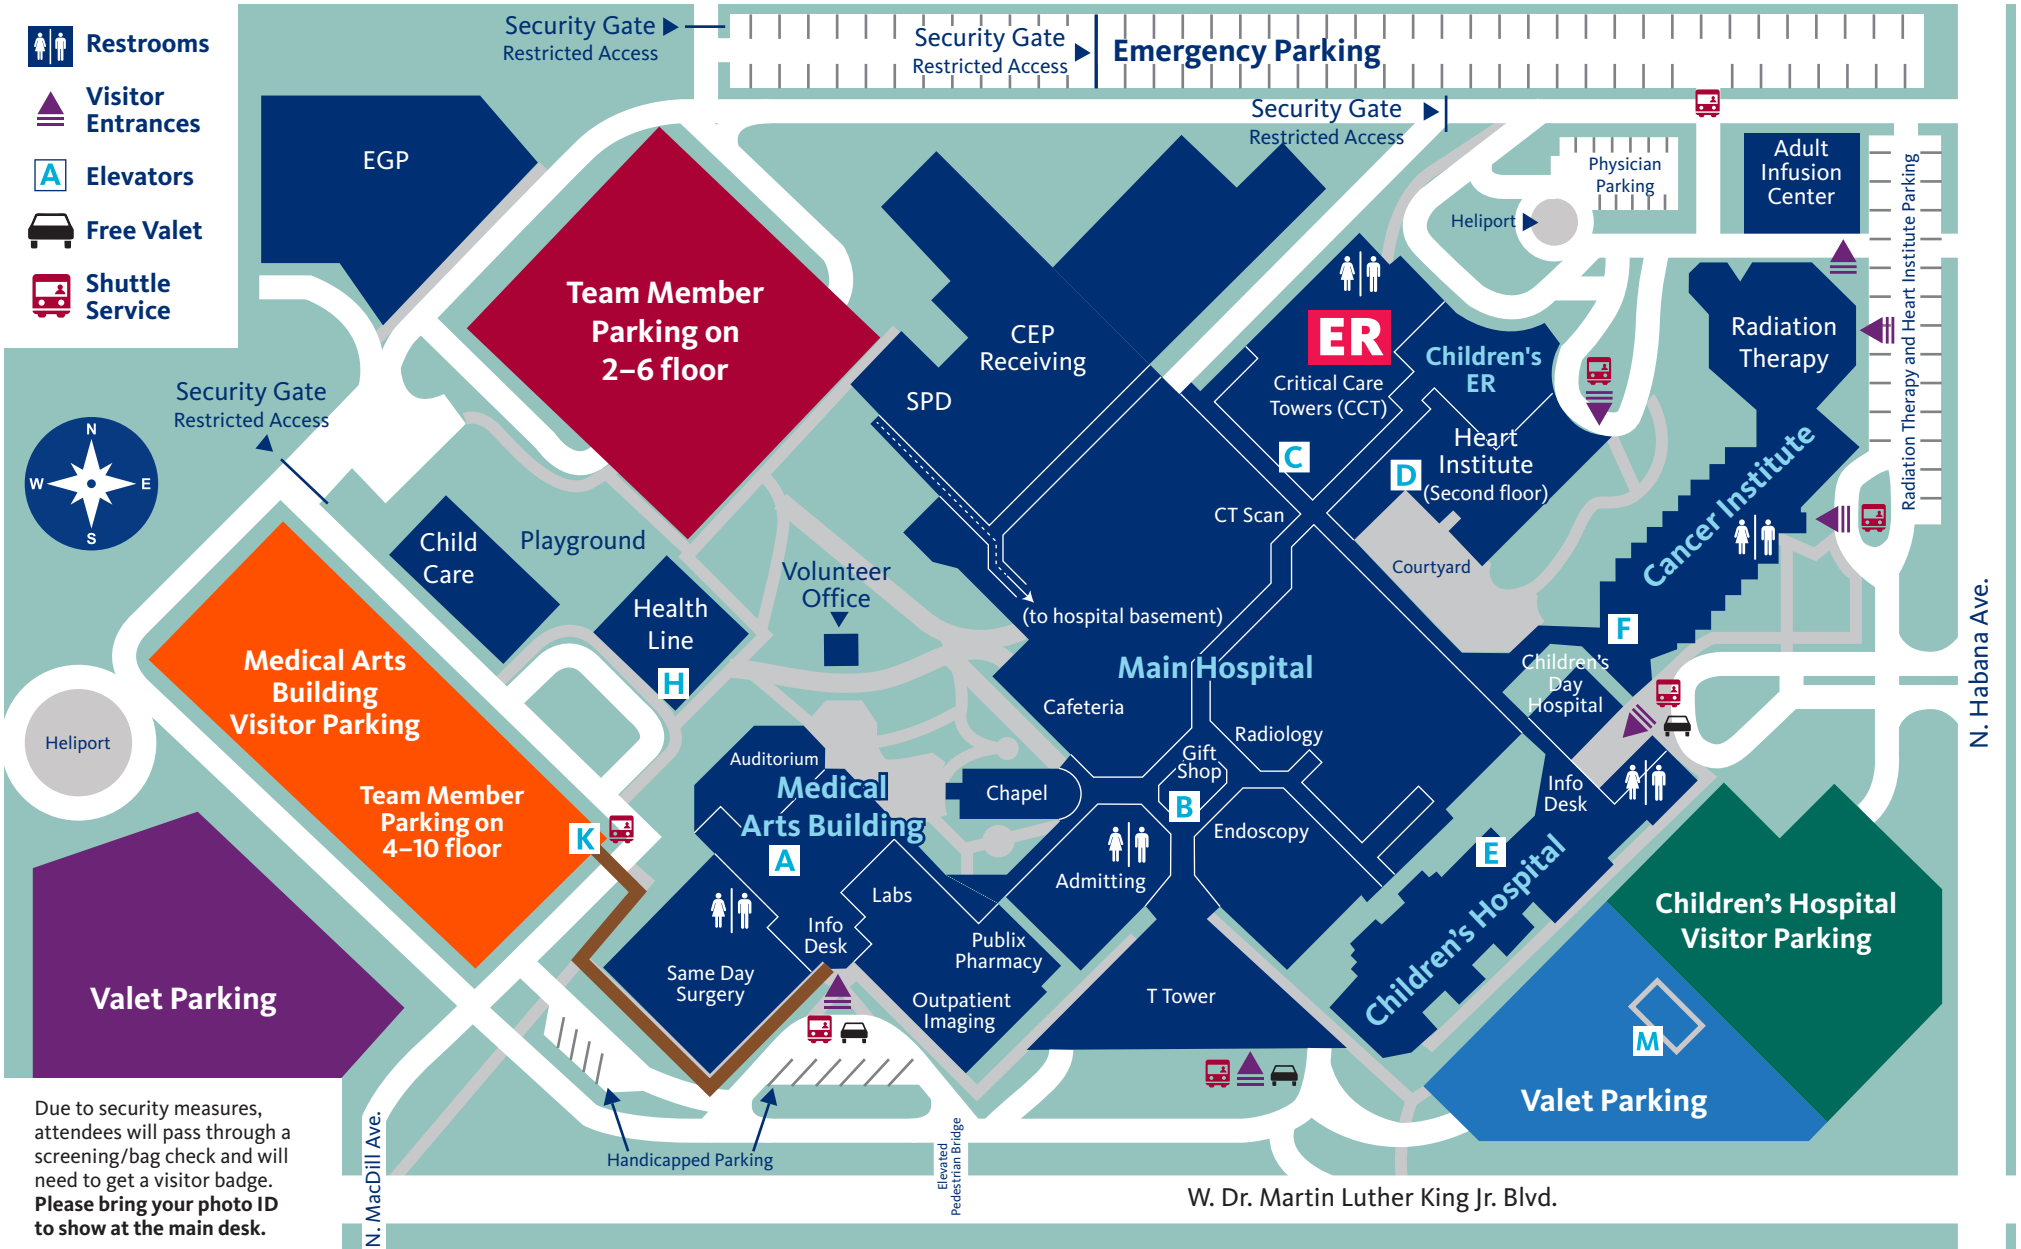 Restrooms
Visitor
Entrances
A
Elevators
Free Valet
Shuttle
Service
Security Gate
Restricted Access
Security Gate
Restricted Access
Emergency Parking
Security Gate
Restricted Access
EGP
Team Member
Parking on
2–6 floor
CEP
Receiving
SPD
Physician
Parking
Heliport
Adult
Infusion
Center
Radiation Therapy and Heart Institute Parking
ER
Critical Care
Towers (CCT)
C
Children's
ER
Heart
Institute
(Second floor)
D
Radiation
Therapy
Cancer Institute
F
Security Gate
Restricted Access
N
W
E
S
Child
Care
Playground
Health
Line
H
Volunteer
Office
CT Scan
Courtyard
(to hospital basement)
Main Hospital
Cafeteria
Radiology
Gift
Shop
B
Endoscopy
Children's
Day
Hospital
Info
Desk
E
Children's Hospital
N. Habana Ave.
Medical Arts
Building
Visitor Parking
Team Member
Parking on
4–10 floor
K
Heliport
Auditorium
Medical
Arts Building
A
Chapel
Admitting
Labs
Info
Desk
Same Day
Surgery
Publix
Pharmacy
Outpatient
Imaging
T Tower
Children's Hospital
Visitor Parking
M
Valet Parking
Valet Parking
Handicapped Parking
Elevated
Pedestrian Bridge
N. MacDill Ave.
W. Dr. Martin Luther King Jr. Blvd.
Due to security measures,
attendees will pass through a
screening/bag check and will
need to get a visitor badge.
Please bring your photo ID
to show at the main desk.